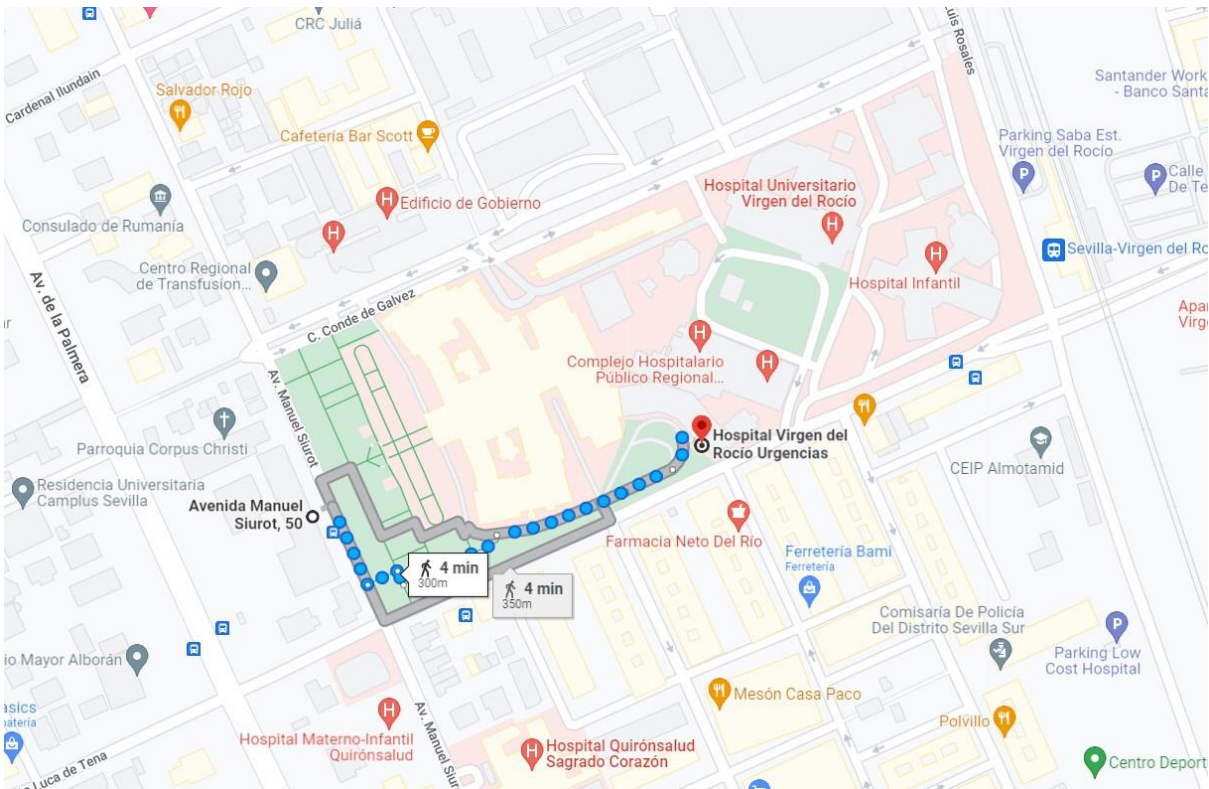 CRC Juliá
Cardenal Ilundain
Salvador Rojo
Cafetería Bar Scott
Luis Rosales
Santander Work
- Banco Santa
Parking Saba Est.
Virgen del Rocío
Calle
De Te
Edificio de Gobierno
Hospital Universitario
Virgen del Rocío
Consulado de Rumanía
Centro Regional
de Transfusion...
Sevilla-Virgen del Ro
Hospital Infantil
Av. de la Palmera
C. Conde de Galvez
Apar
Virge
Complejo Hospitalario
Público Regional...
Av. Manuel Siurot
Parroquia Corpus Christi
Hospital Virgen del
Rocío Urgencias
CEIP Almotamid
Residencia Universitaria
Camplus Sevilla
Avenida Manuel
Siurot, 50
Farmacia Neto Del Río
Ferretería Bami
Ferretería
4 min
300m
4 min
350m
Comisaría De Policía
Del Distrito Sevilla Sur
Parking Low
Cost Hospital
io Mayor Alborán
Mesón Casa Paco
Polvillo
asics
patería
Av. Manuel Siur
Hospital Materno-Infantil
Quirónsalud
Hospital Quirónsalud
Sagrado Corazón
Luca de Tena
Centro Deport